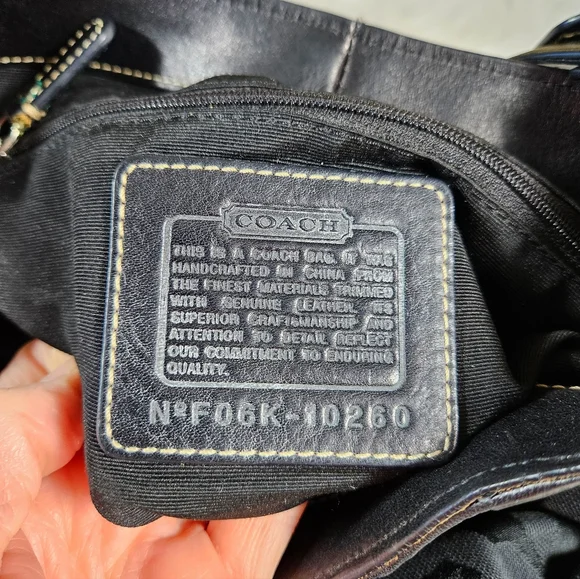 COACH
THIS IS A COACH BAG. IT WAS
HANDCRAFTED IN CHINA FROM
THE FINEST MATERIALS TRIMMED
WITH GENUINE LEATHER. ITS
SUPERIOR CRAFTSMANSHIP AND
ATTENTION TO DETAIL REFLECT
OUR COMMITMENT TO ENDURING
QUALITY.
NºF06K-10260